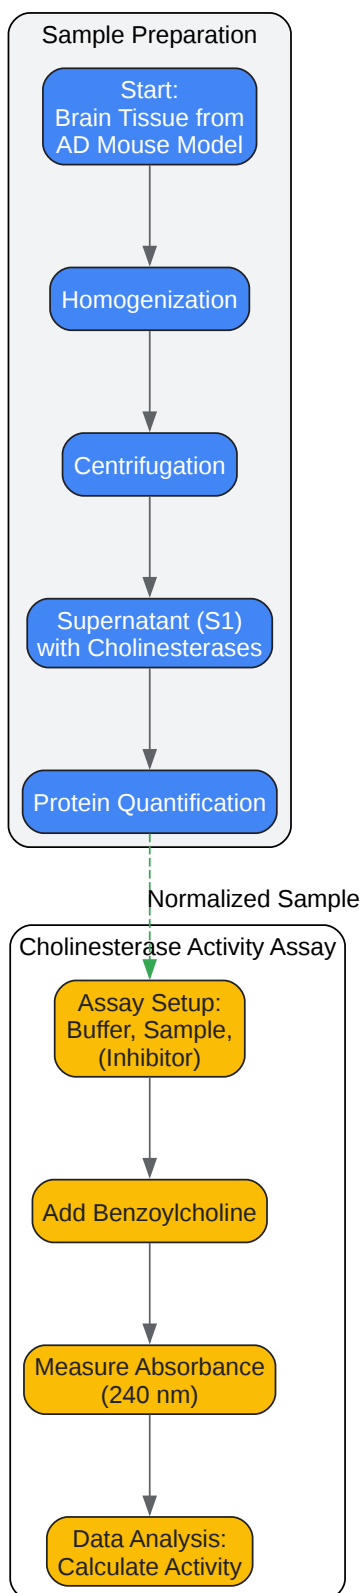 Sample Preparation
Start:
Brain Tissue from
AD Mouse Model
Homogenization
Centrifugation
Supernatant (S1)
with Cholinesterases
Protein Quantification
Normalized Sample
Cholinesterase Activity Assay
Assay Setup:
Buffer, Sample,
(Inhibitor)
Add Benzoylcholine
Measure Absorbance
(240 nm)
Data Analysis:
Calculate Activity